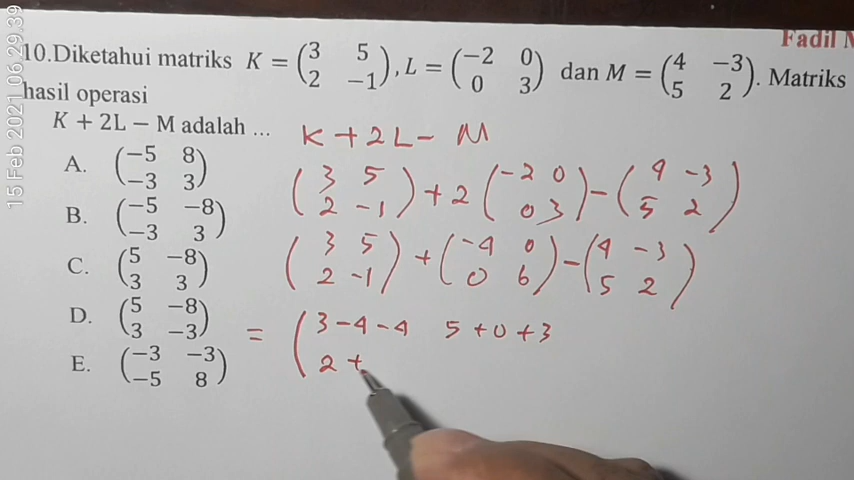 15 Feb 2021 06.29.39
Fadil
10.Diketahui matriks K = (3 5 2 -1), L = (-2 0 0 3) dan M = (4 -3 5 2). Matriks
hasil operasi
K + 2L − M adalah ...
A. (-5 8 -3 3)
B. (-5 -8 -3 3)
C. (5 -8 3 3)
D. (5 -8 3 -3)
E. (-3 -3 -5 8)
K + 2L - M
(3 5 2 -1) + 2 (-2 0 0 3) - (4 -3 5 2)
(3 5 2 -1) + (-4 0 0 6) - (4 -3 5 2)
= ( 3-4-4 5+0+3
2 +